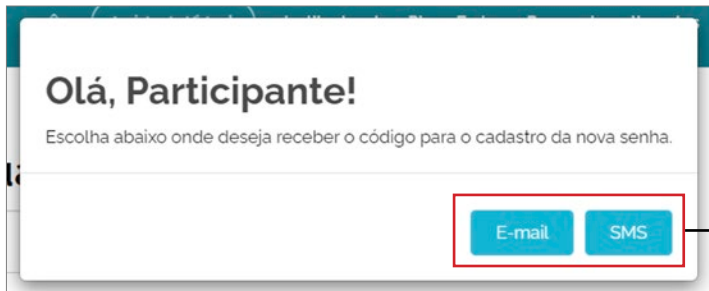 Olá, Participante!
Escolha abaixo onde deseja receber o código para o cadastro da nova senha.
E-mail
SMS